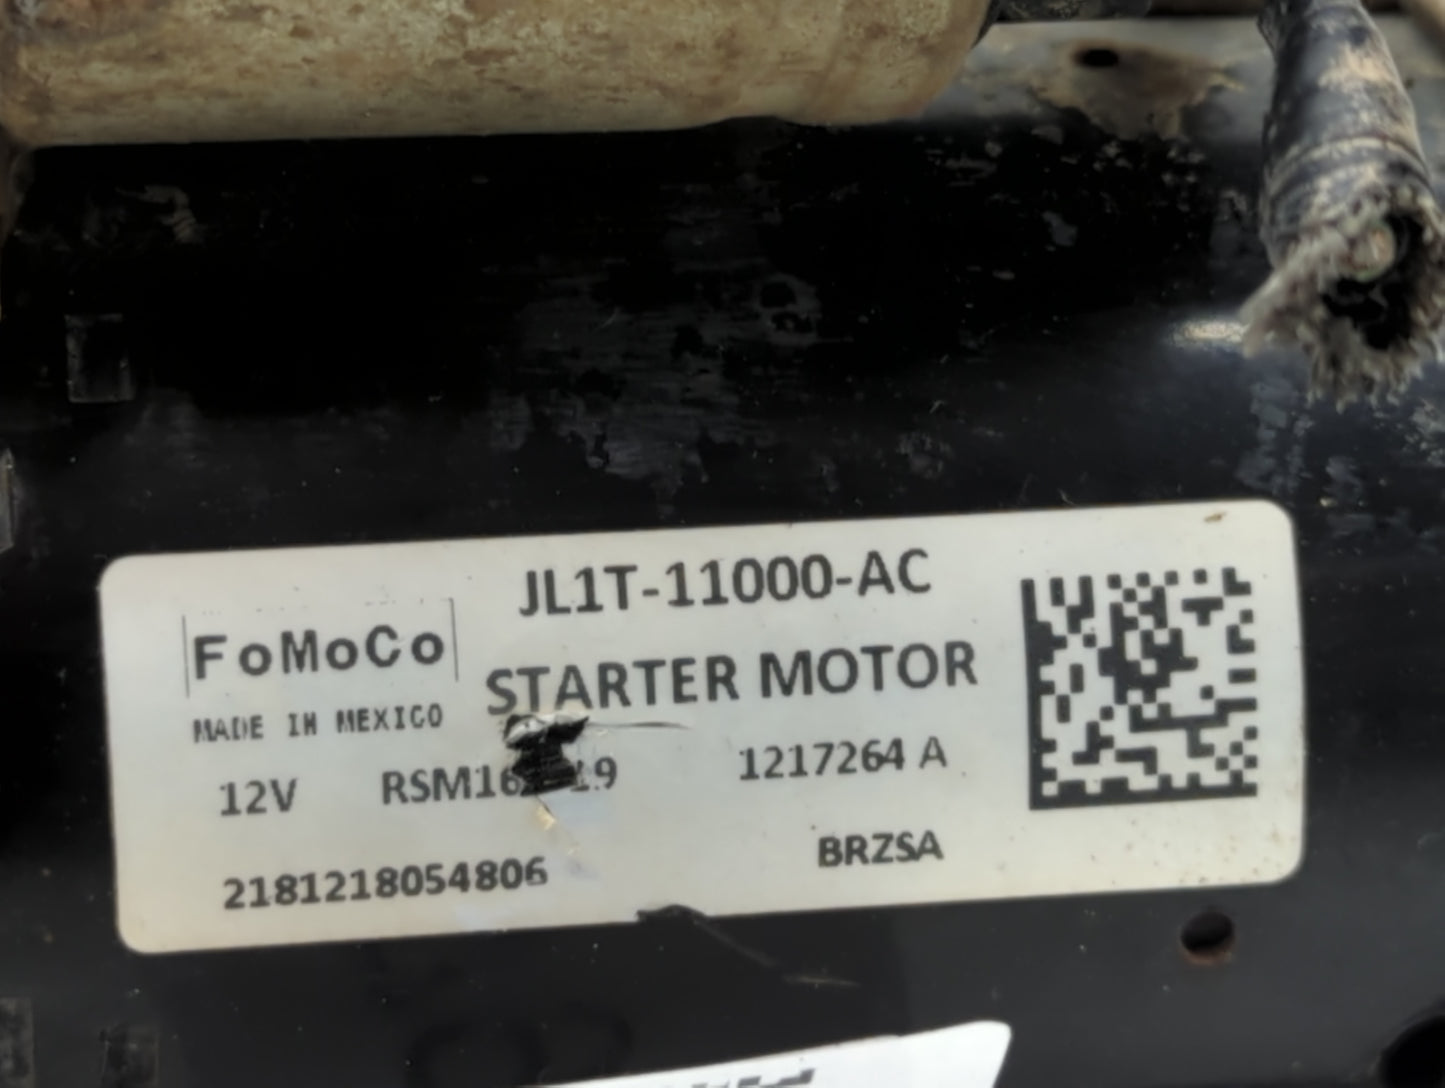 JL1T-11000-AC
FoMoCo
STARTER MOTOR
MADE IN MEXICO
12V 1217264 A
BRZSA
2181218054806